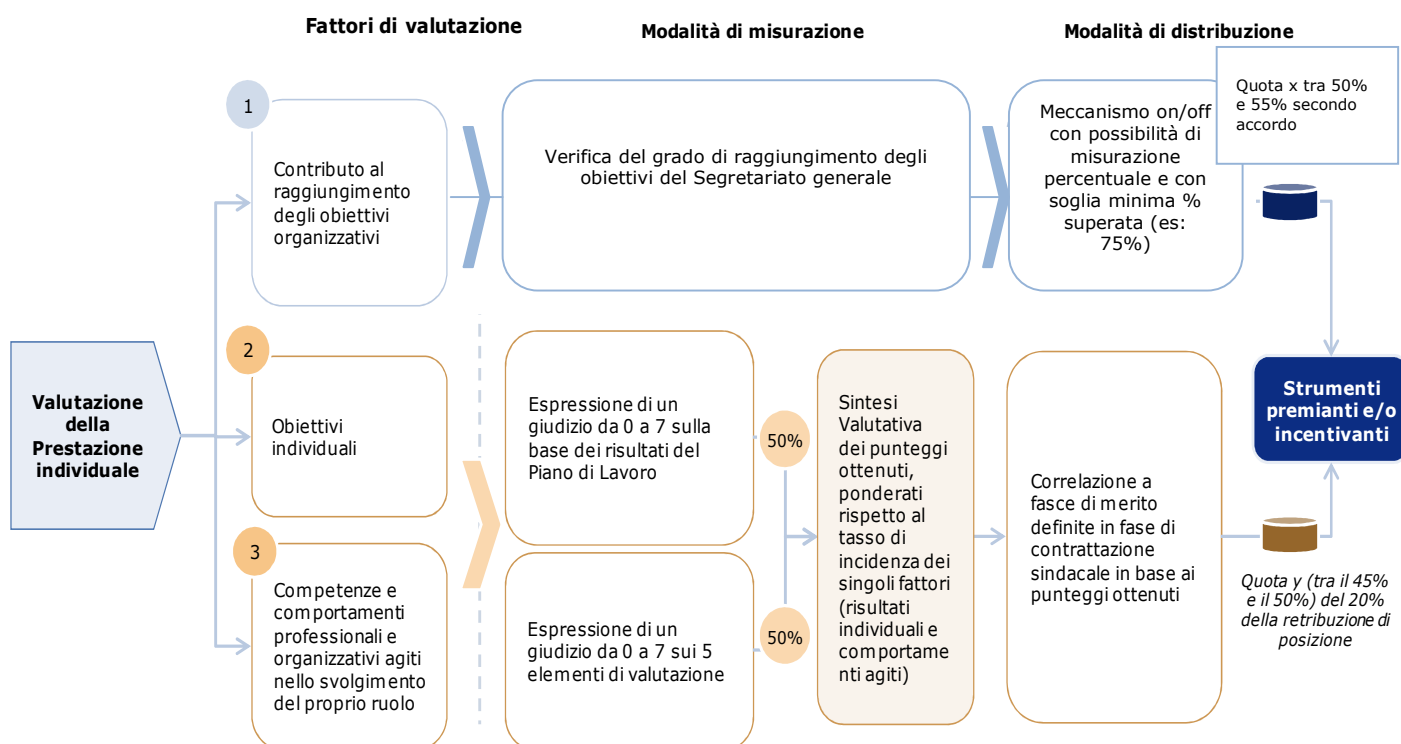 Fattori di valutazione
Modalità di misurazione
Modalità di distribuzione
Quota x tra 50%
e 55% secondo
accordo
1
Contributo al
raggiungimento
degli obiettivi
organizzativi
Verifica del grado di raggiungimento degli
obiettivi del Segretariato generale
Meccanismo on/off
con possibilità di
misurazione
percentuale e con
soglia minima %
superata (es:
75%)
Valutazione
della
Prestazione
individuale
2
Obiettivi
individuali
Espressione di un
giudizio da 0 a 7 sulla
base dei risultati del
Piano di Lavoro
50%
3
Competenze e
comportamenti
professionali e
organizzativi agiti
nello svolgimento
del proprio ruolo
Espressione di un
giudizio da 0 a 7 sui 5
elementi di valutazione
50%
Sintesi
Valutativa
dei punteggi
ottenuti,
ponderati
rispetto al
tasso di
incidenza dei
singoli fattori
(risultati
individuali e
comportame
nti agiti)
Correlazione a
fasce di merito
definite in fase di
contrattazione
sindacale in base ai
punteggi ottenuti
Strumenti
premianti e/o
incentivanti
Quota y (tra il 45%
e il 50%) del 20%
della retribuzione di
posizione